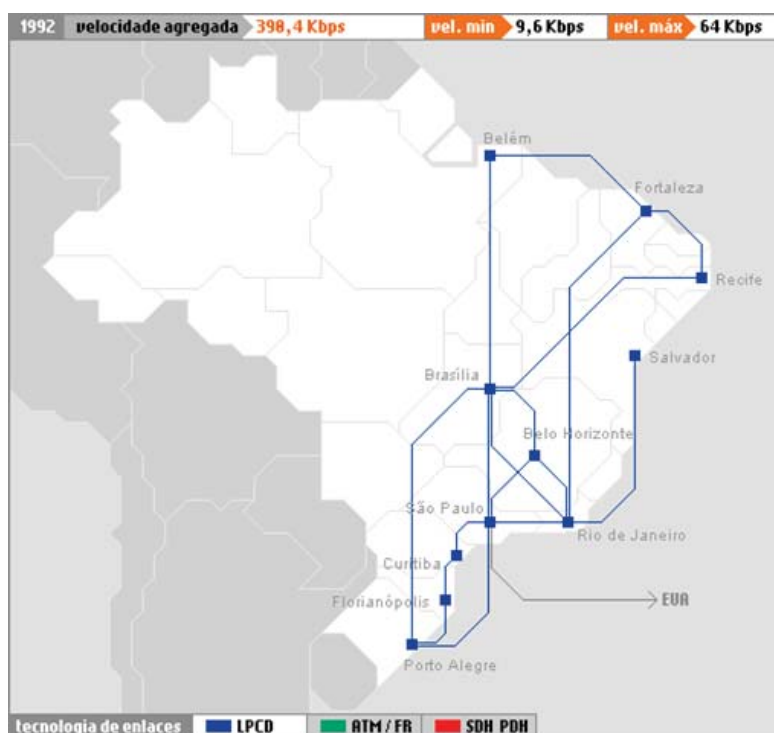 1992 velocidade agregada 398,4 Kbps vel. min 9,6 Kbps vel. máx 64 Kbps
Belém
Fortaleza
Recife
Salvador
Brasília
Belo Horizonte
São Paulo
Rio de Janeiro
Curitiba
Florianópolis
EUA
Porto Alegre
tecnologia de enlaces LPCD ATM / FR SDH PDH